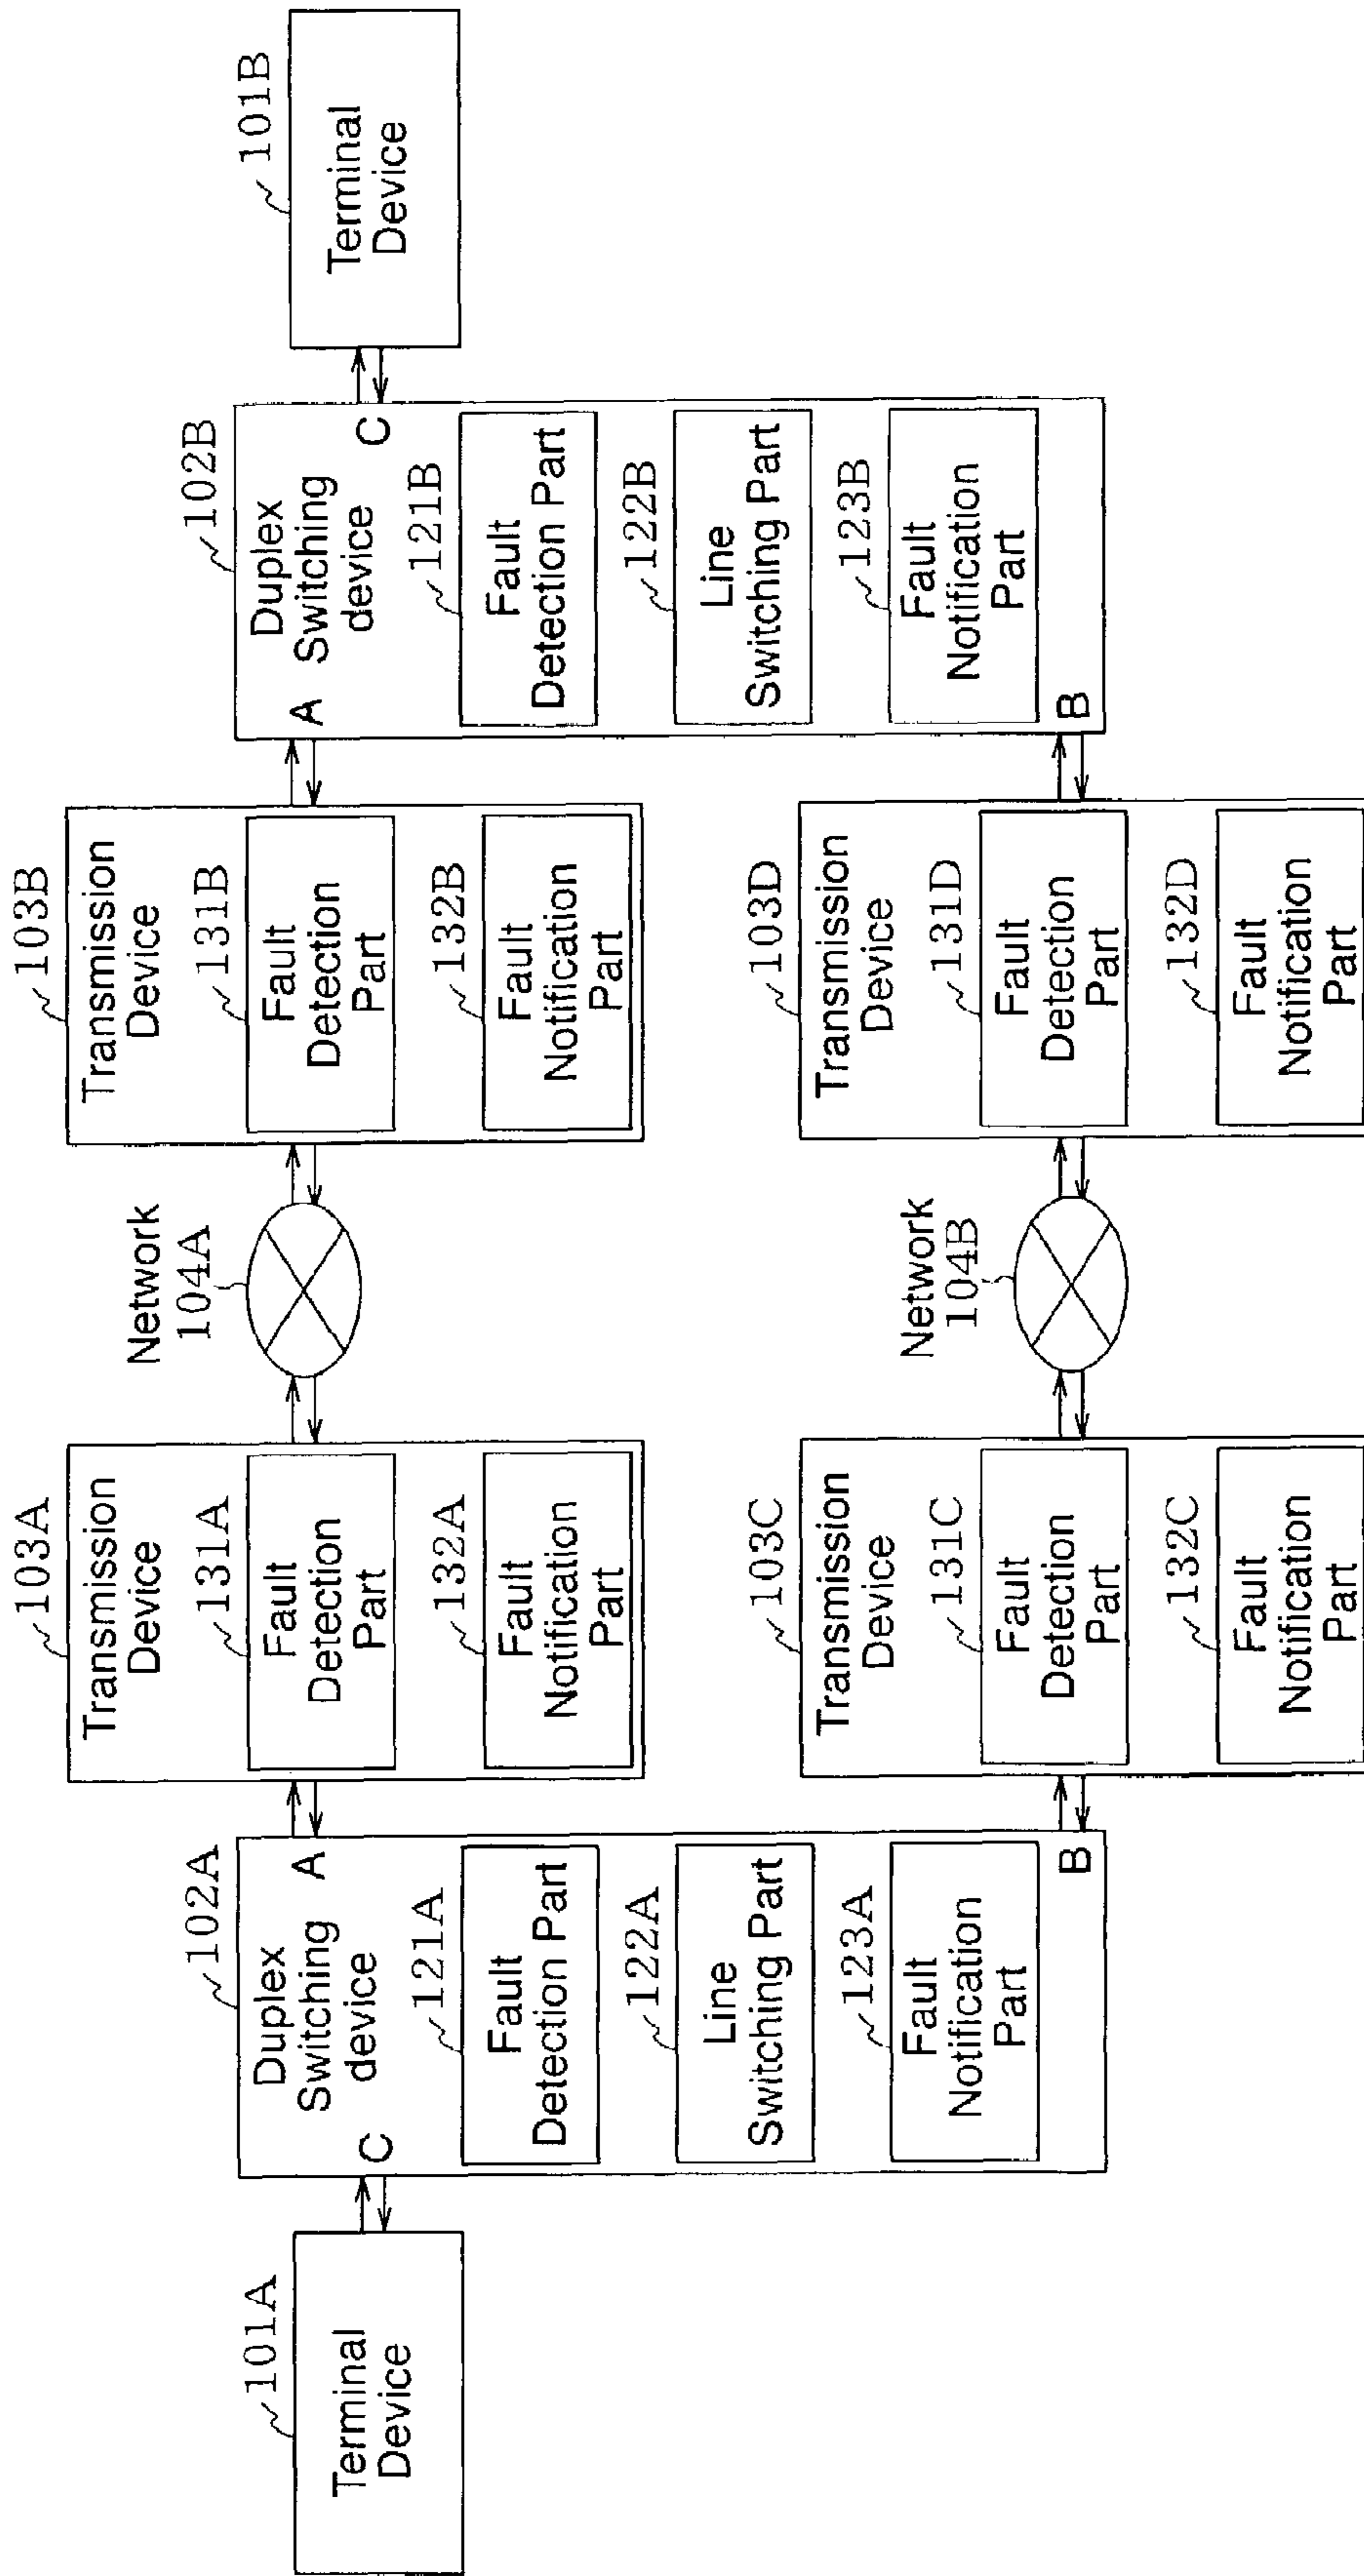 101A
Terminal
Device
102A
Duplex
Switching
device
A
C
121A
Fault
Detection Part
122A
Line
Switching Part
123A
Fault
Notification
Part
B
103A
Transmission
Device
131A
Fault
Detection
Part
132A
Fault
Notification
Part
103C
Transmission
Device
131C
Fault
Detection
Part
132C
Fault
Notification
Part
Network
104A
Network
104B
103B
Transmission
Device
131B
Fault
Detection
Part
132B
Fault
Notification
Part
103D
Transmission
Device
131D
Fault
Detection
Part
132D
Fault
Notification
Part
102B
Duplex
Switching
device
A
C
121B
Fault
Detection Part
122B
Line
Switching Part
123B
Fault
Notification
Part
B
101B
Terminal
Device